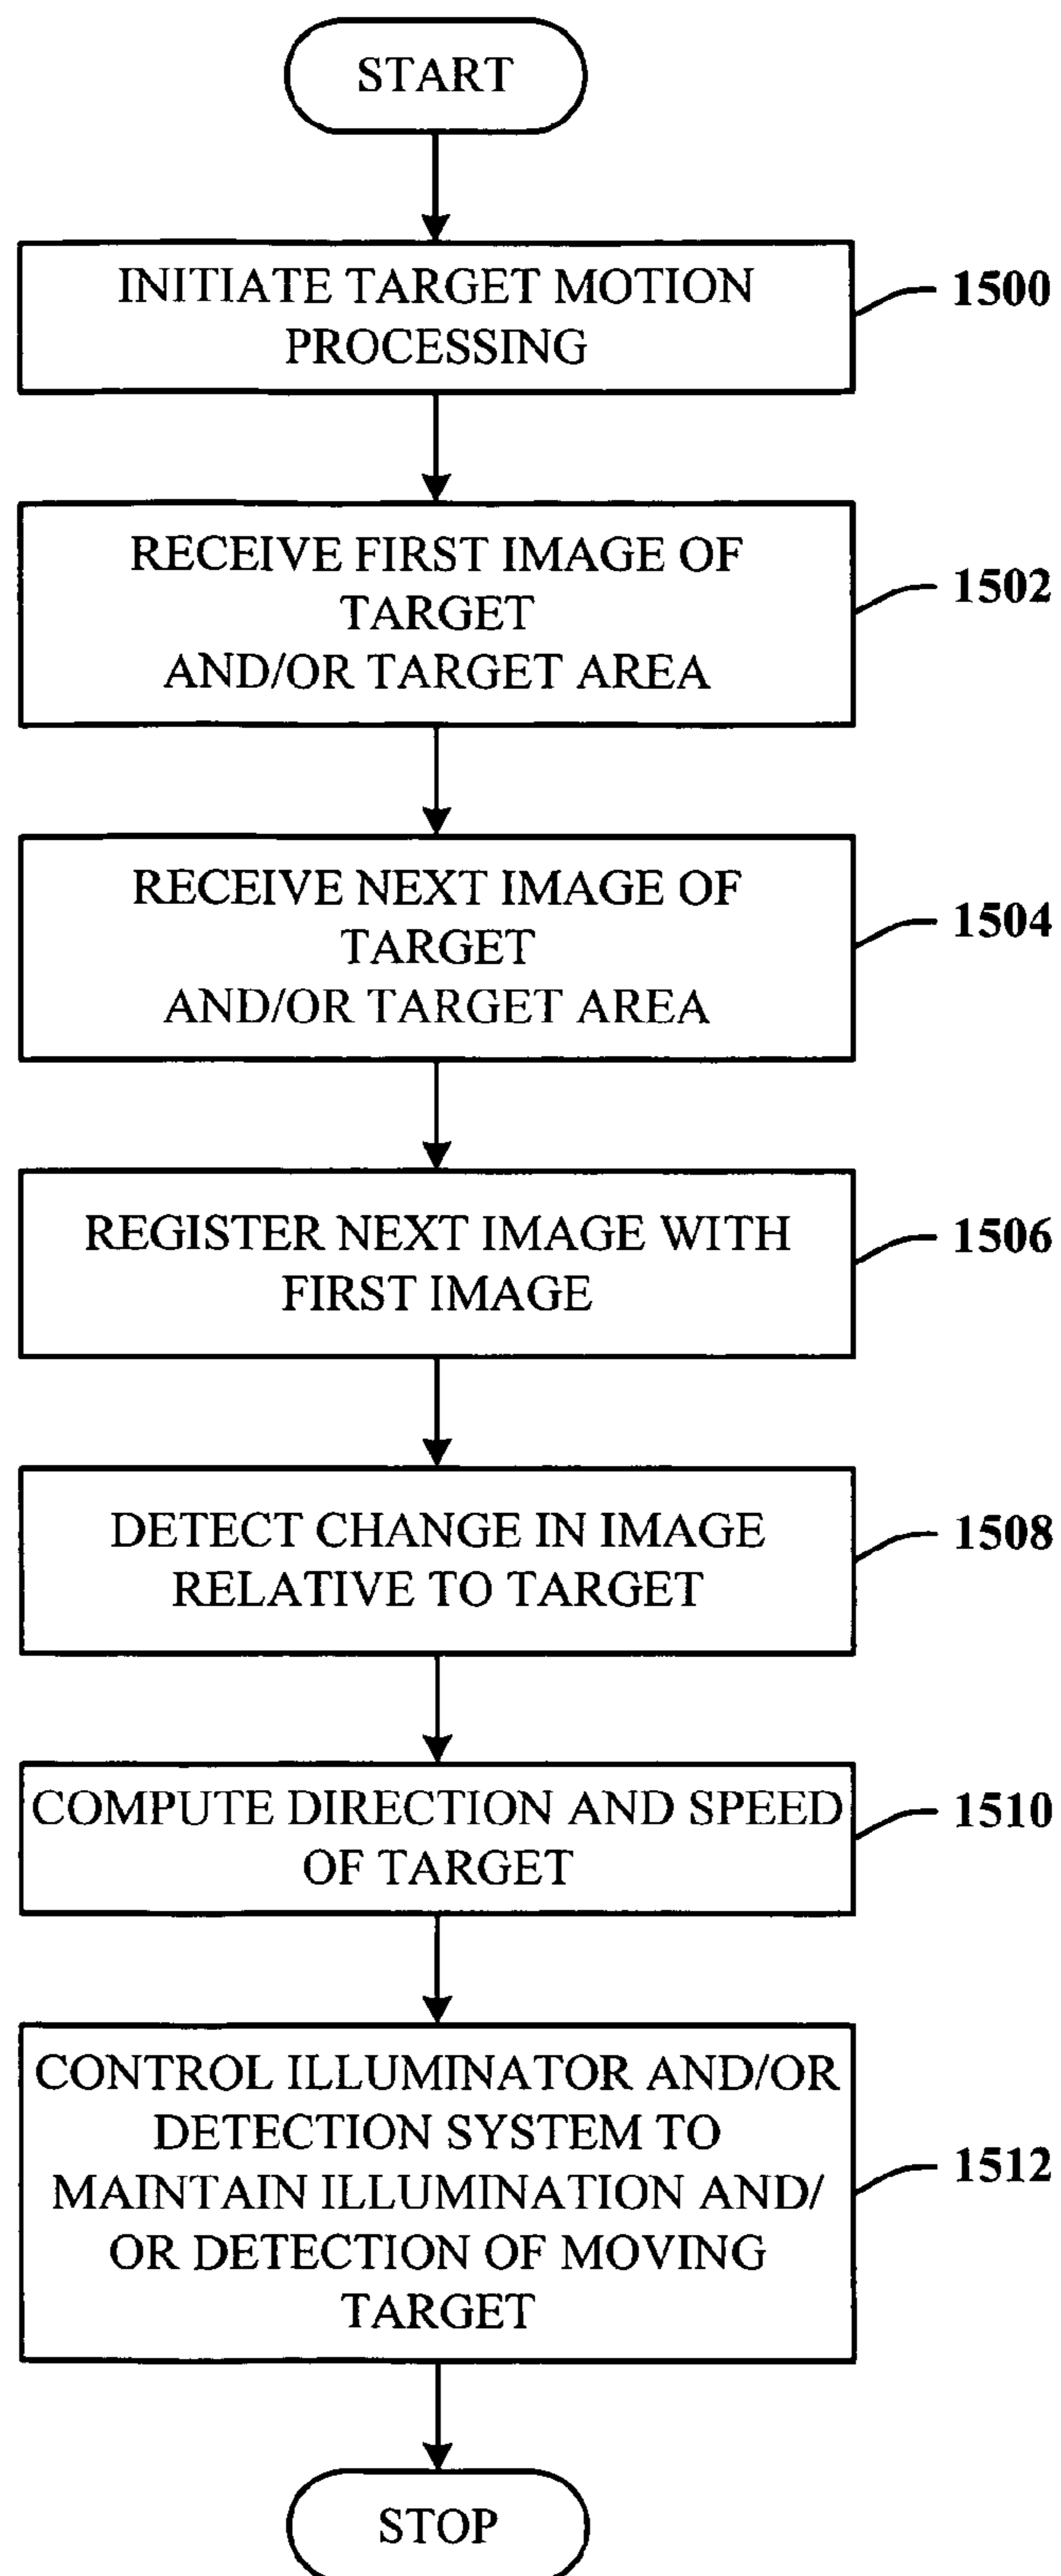 START
INITIATE TARGET MOTION
PROCESSING
1500
RECEIVE FIRST IMAGE OF
TARGET
AND/OR TARGET AREA
1502
RECEIVE NEXT IMAGE OF
TARGET
AND/OR TARGET AREA
1504
REGISTER NEXT IMAGE WITH
FIRST IMAGE
1506
DETECT CHANGE IN IMAGE
RELATIVE TO TARGET
1508
COMPUTE DIRECTION AND SPEED
OF TARGET
1510
CONTROL ILLUMINATOR AND/OR
DETECTION SYSTEM TO
MAINTAIN ILLUMINATION AND/
OR DETECTION OF MOVING
TARGET
1512
STOP